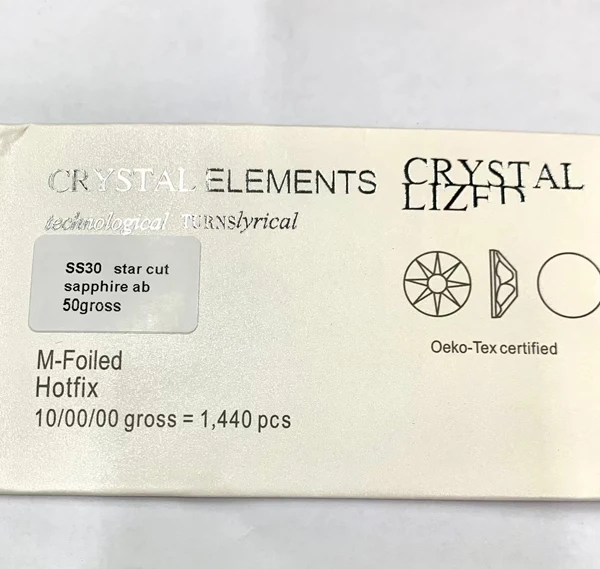 CRYSTAL ELEMENTS
technological TURNSlyrical
CRYSTAL
LIZED
SS30 star cut
sapphire ab
50gross
Oeko-Tex certified
M-Foiled
Hotfix
10/00/00 gross = 1,440 pcs